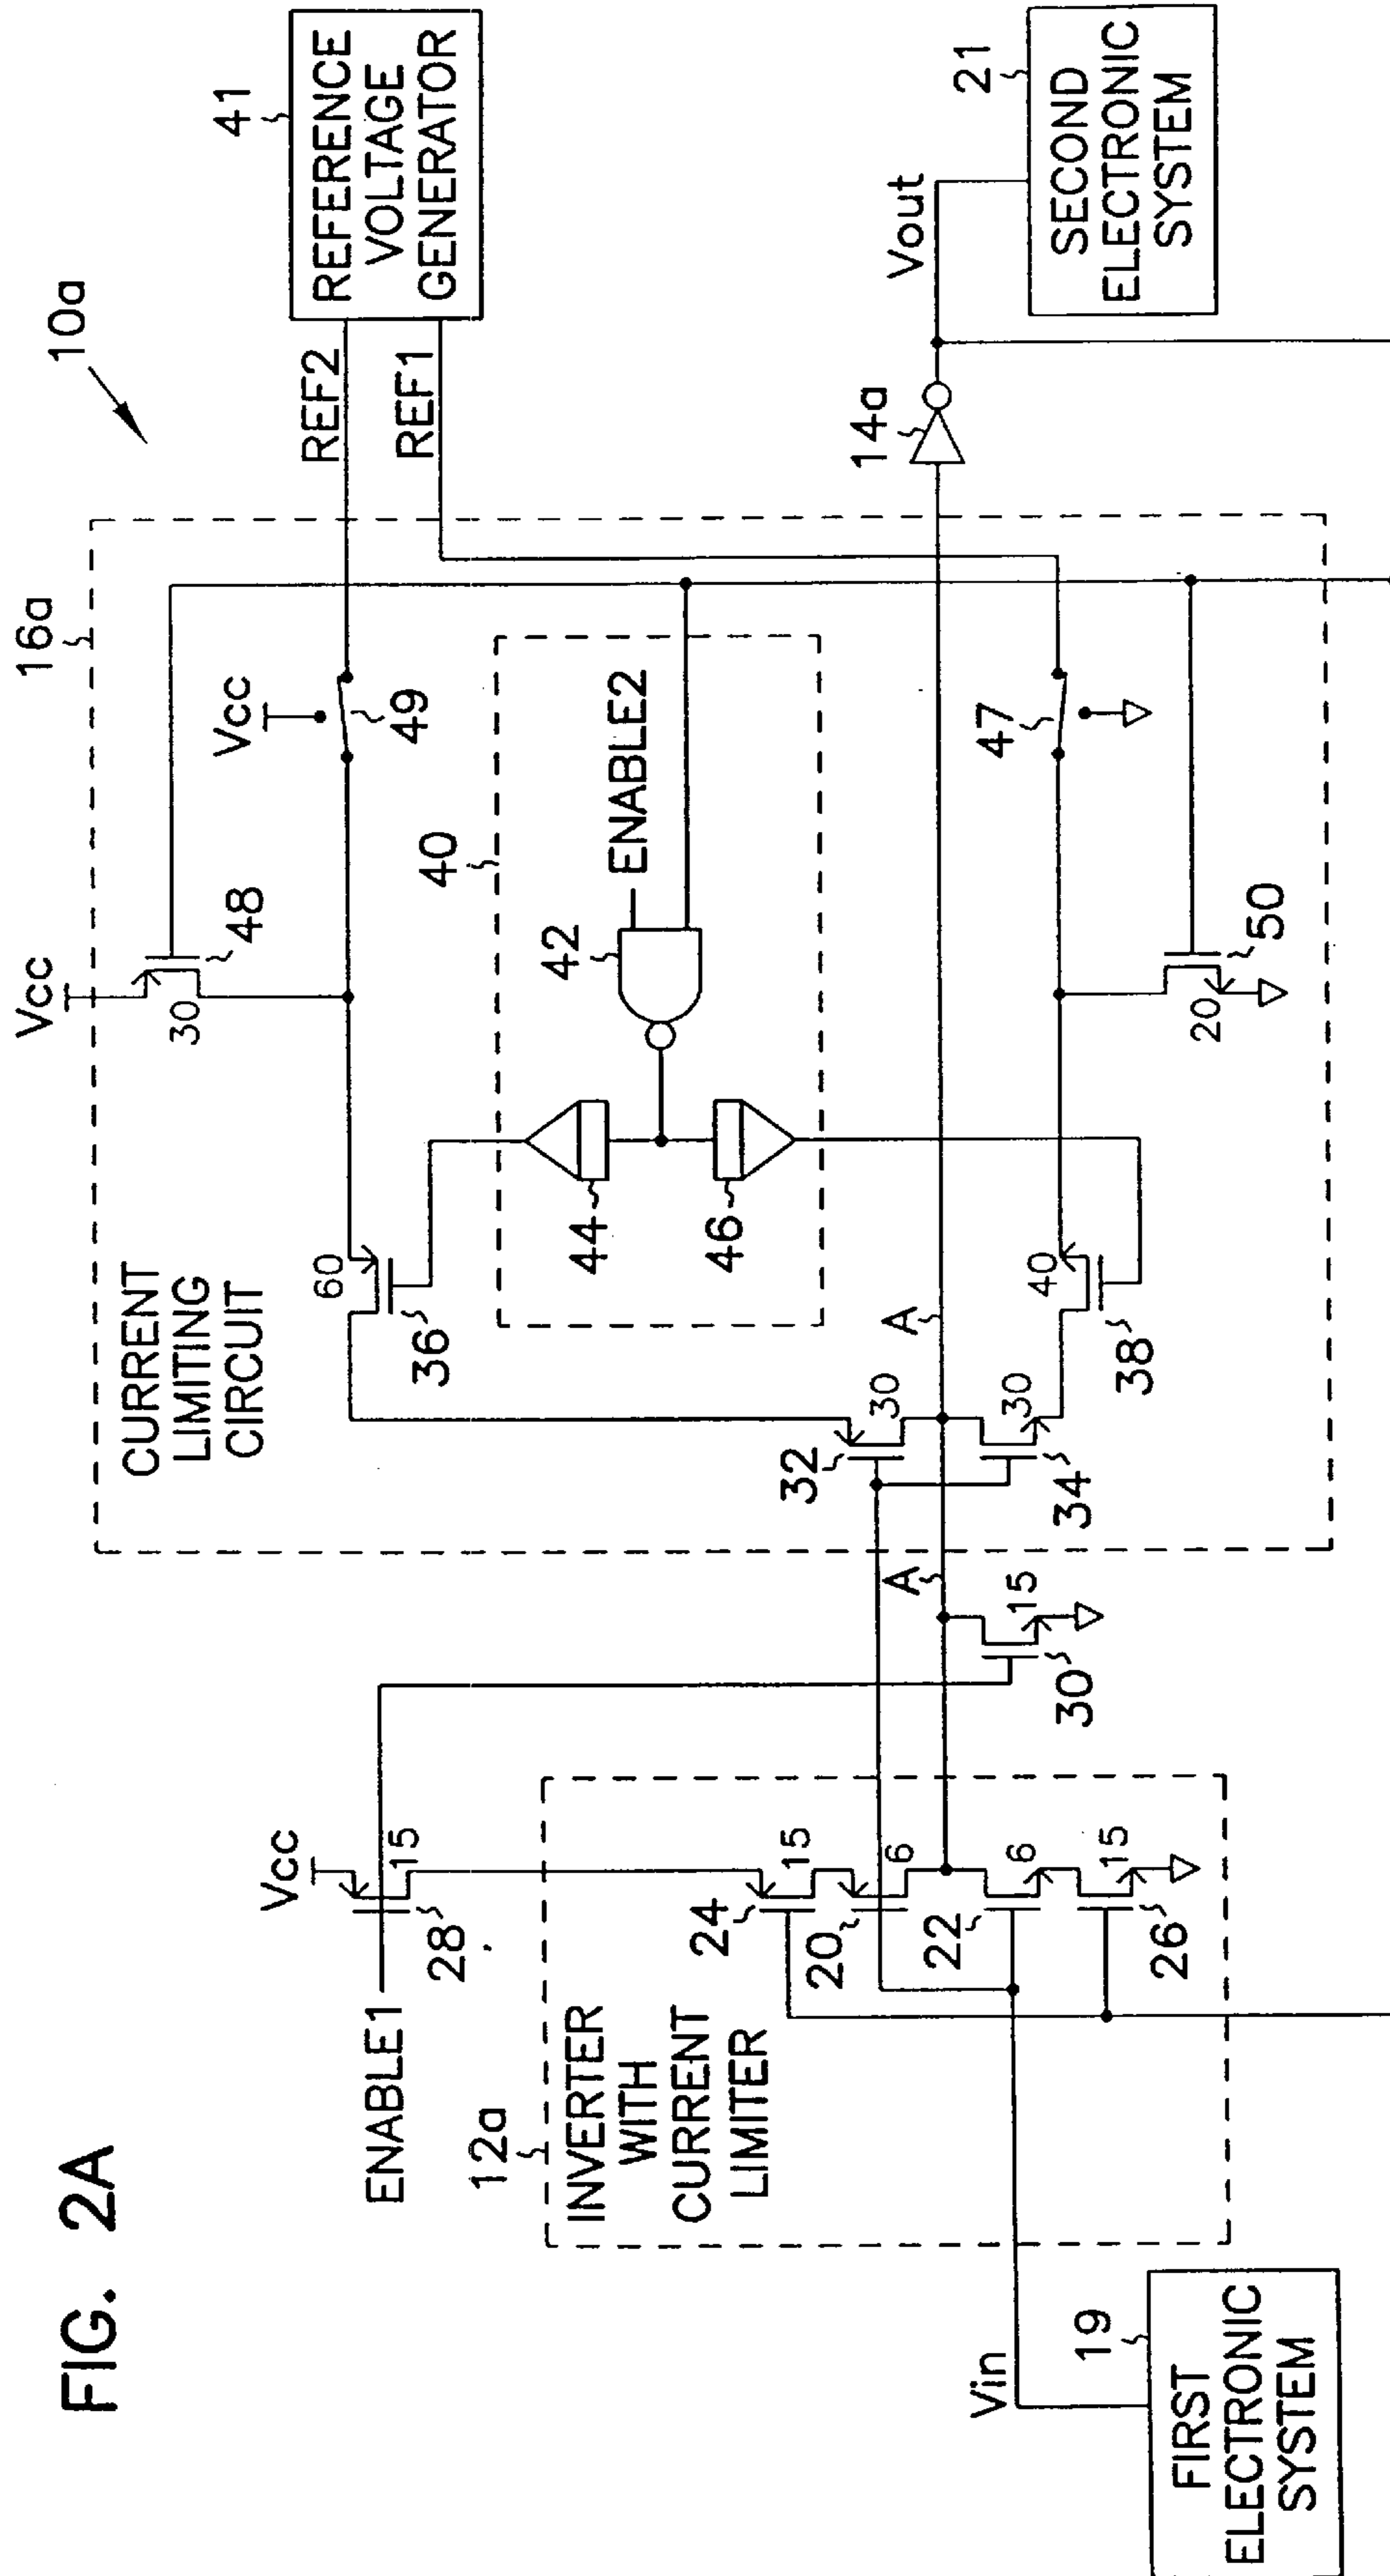 FIG. 2A
10a
16a
CURRENT
LIMITING
CIRCUIT
Vcc
30
48
Vcc
49
REF2
REF1
41
REFERENCE
VOLTAGE
GENERATOR
60
36
40
42
ENABLE2
44
46
Vcc
15
28
ENABLE1
12a
INVERTER
WITH
CURRENT
LIMITER
24
15
20
6
22
6
26
15
A
15
30
32
30
34
30
A
40
38
47
20
50
14a
Vout
21
SECOND
ELECTRONIC
SYSTEM
Vin
19
FIRST
ELECTRONIC
SYSTEM